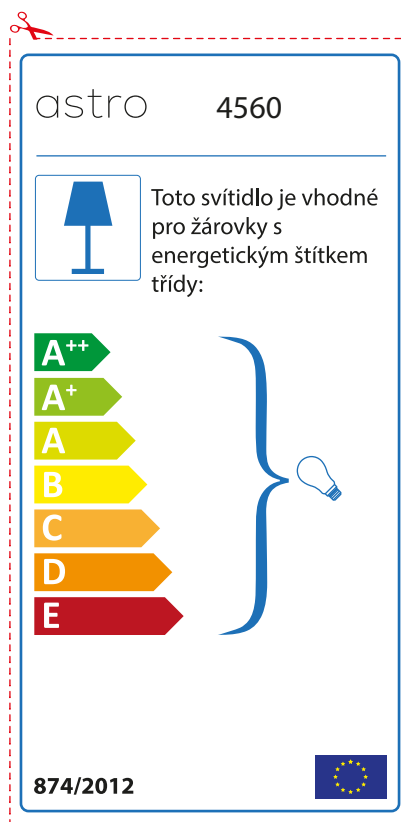 astro 4560
Toto svítidlo je vhodné
pro žárovky s
energetickým štítkem
třídy:
A++
A+
A
B
C
D
E
874/2012